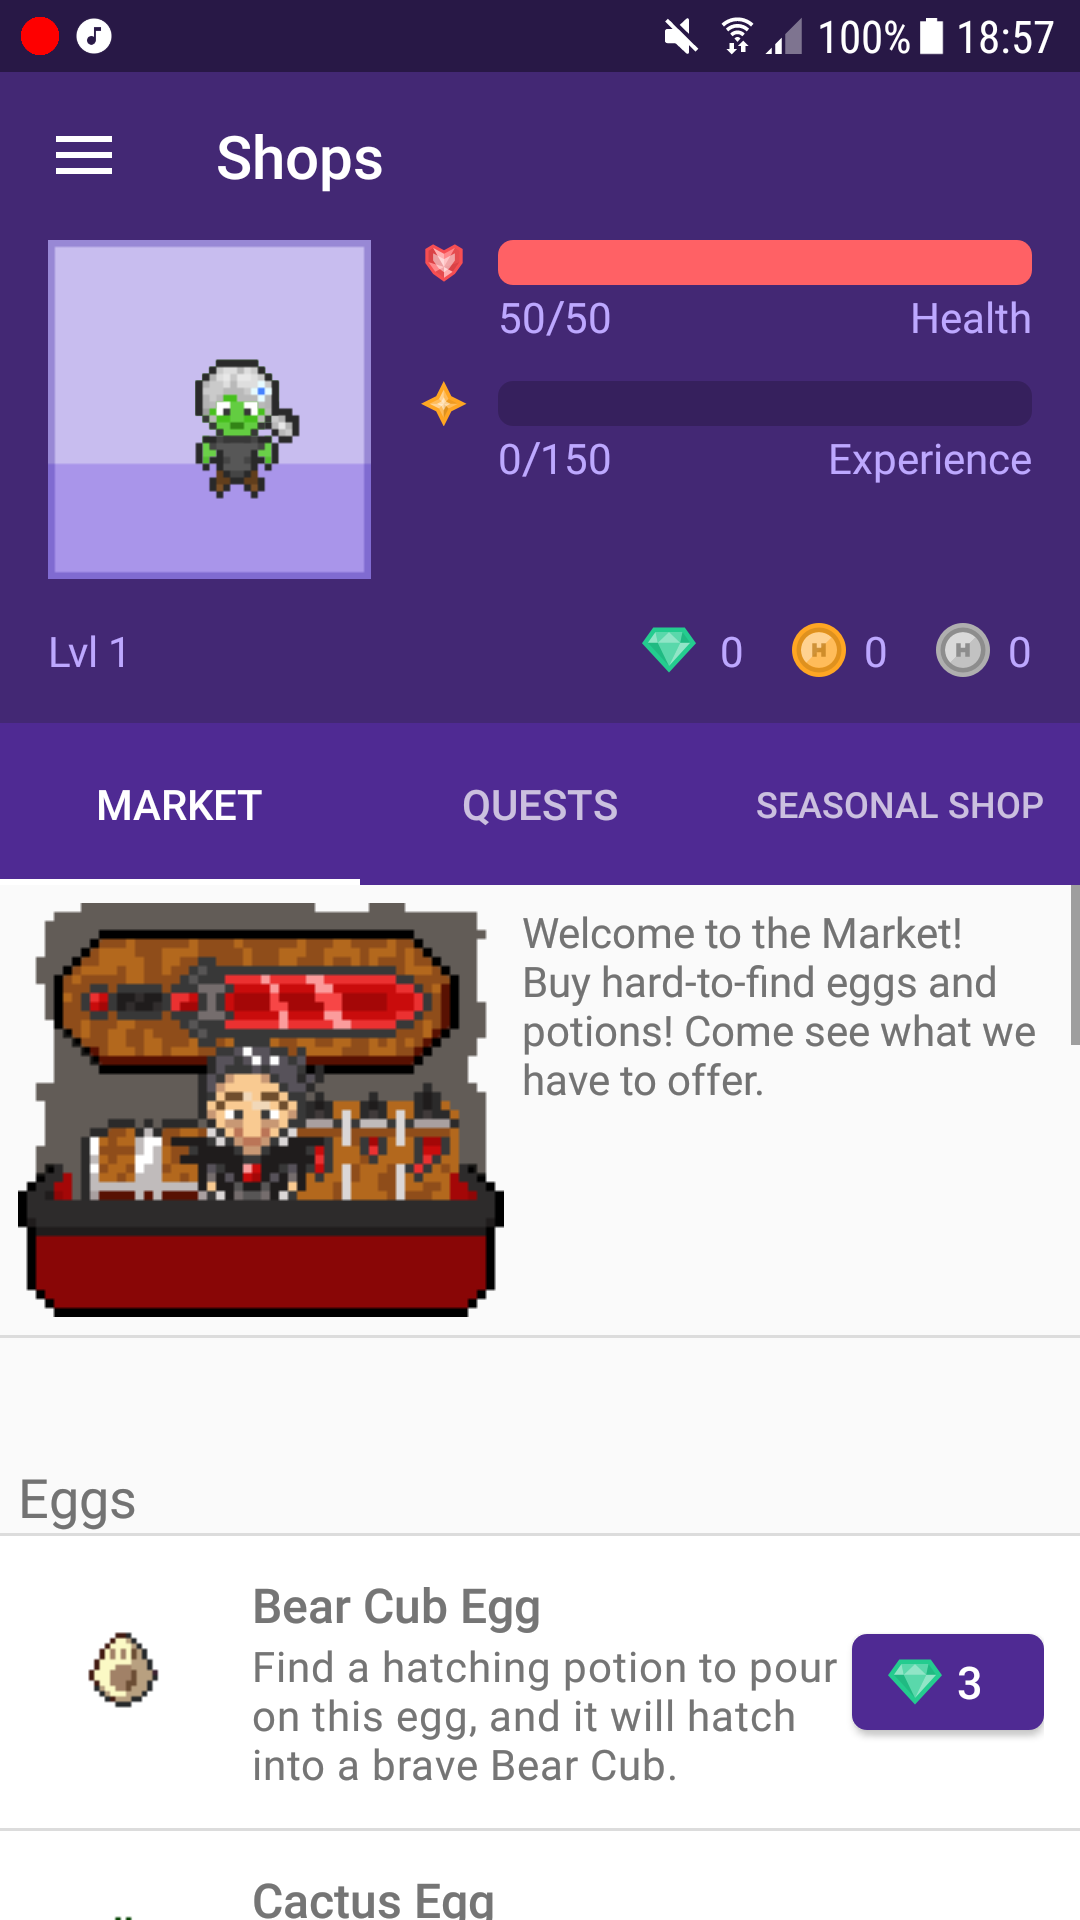 100% 18:57
Shops
50/50 Health
0/150 Experience
Lvl 1 0 0 0
MARKET QUESTS SEASONAL SHOP
Welcome to the Market!
Buy hard-to-find eggs and
potions! Come see what we
have to offer.
Eggs
Bear Cub Egg
Find a hatching potion to pour
on this egg, and it will hatch
into a brave Bear Cub.
3
Cactus Egg